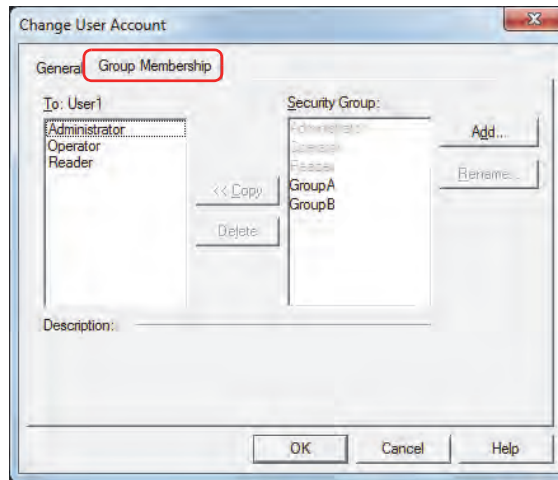 Change User Account
General
Group Membership
To: User1
Security Group:
Administrator
Operator
Reader
Administrator
Operator
Reader
GroupA
GroupB
<< Copy
Delete
Add...
Rename...
Description:
OK
Cancel
Help